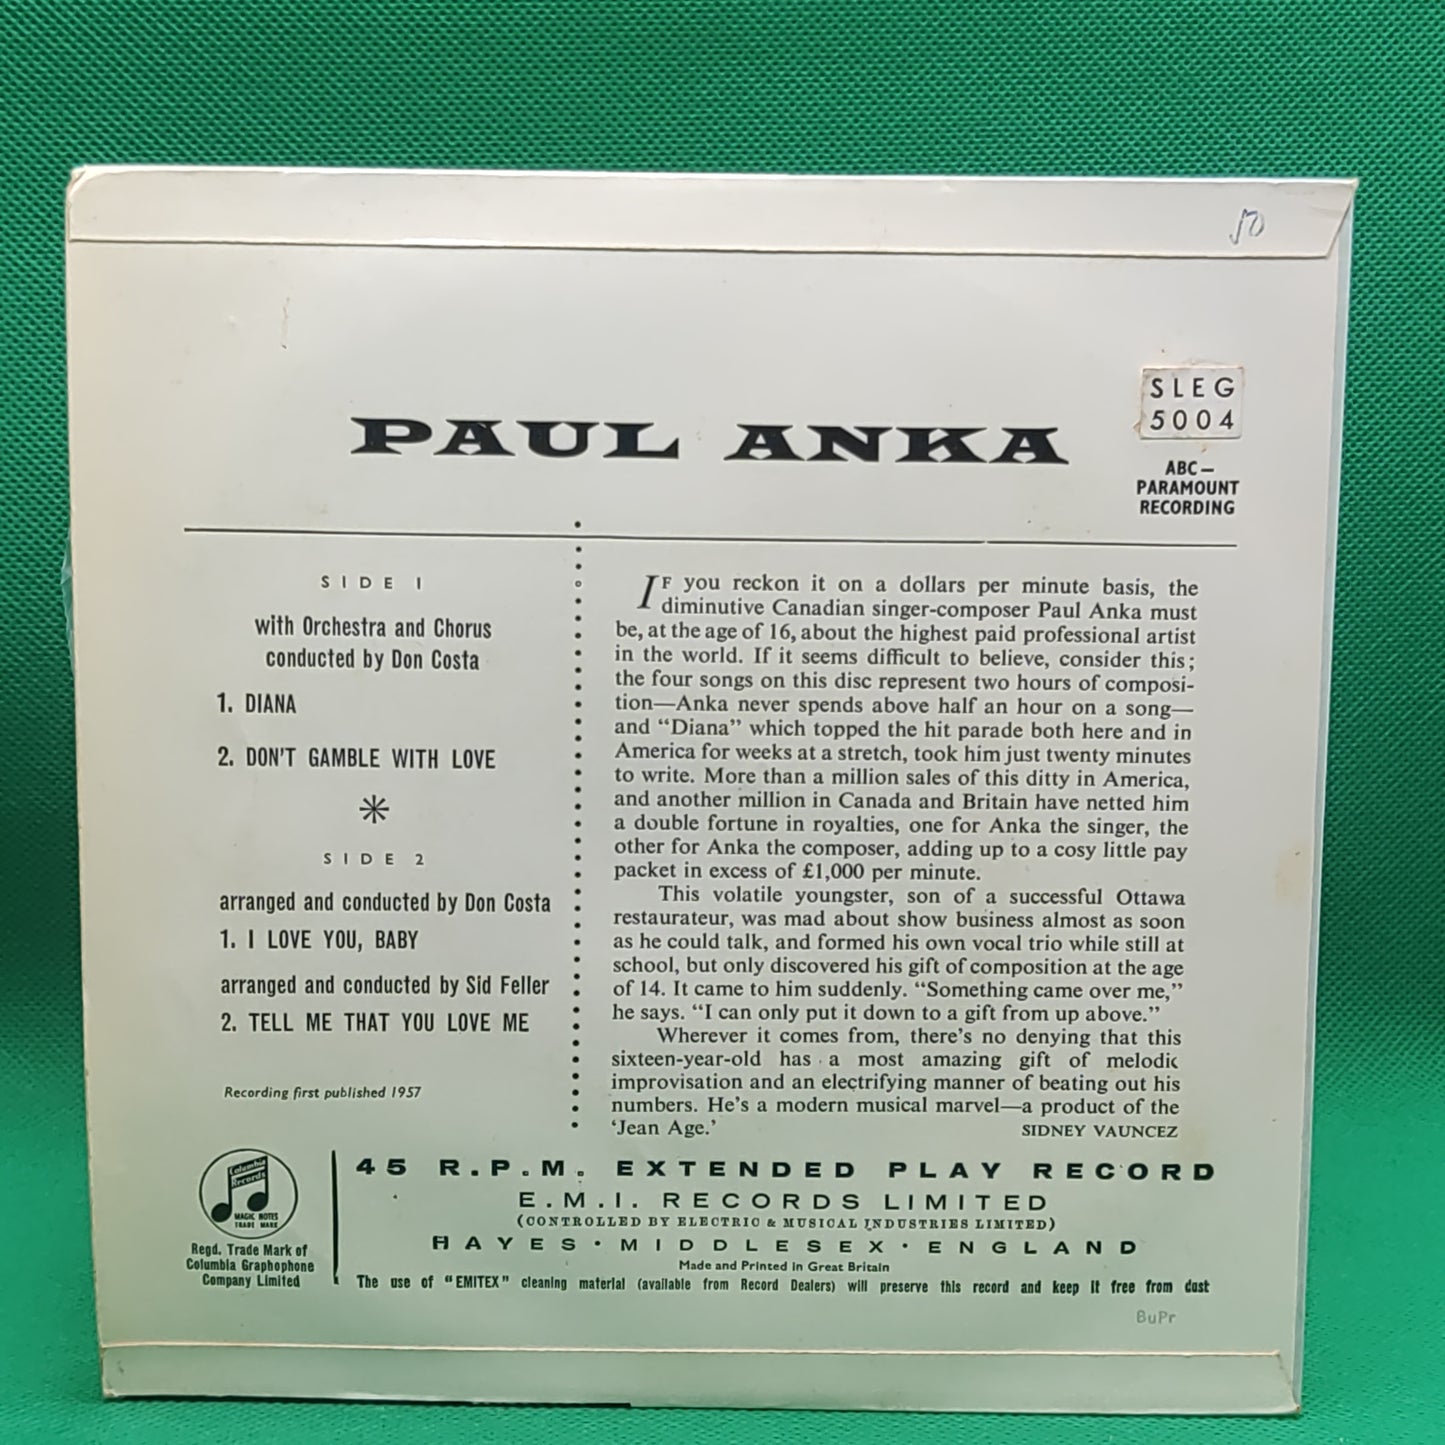 50
PAUL ANKA
SLEG
5004
ABC—
PARAMOUNT
RECORDING
SIDE 1
with Orchestra and Chorus
conducted by Don Costa
1. DIANA
2. DON'T GAMBLE WITH LOVE
SIDE 2
arranged and conducted by Don Costa
1. I LOVE YOU, BABY
arranged and conducted by Sid Feller
2. TELL ME THAT YOU LOVE ME
Recording first published 1957
IF you reckon it on a dollars per minute basis, the
diminutive Canadian singer-composer Paul Anka must
be, at the age of 16, about the highest paid professional artist
in the world. If it seems difficult to believe, consider this;
the four songs on this disc represent two hours of composi-
tion—Anka never spends above half an hour on a song—
and “Diana” which topped the hit parade both here and in
America for weeks at a stretch, took him just twenty minutes
to write. More than a million sales of this ditty in America,
and another million in Canada and Britain have netted him
a double fortune in royalties, one for Anka the singer, the
other for Anka the composer, adding up to a cosy little pay
packet in excess of £1,000 per minute.
This volatile youngster, son of a successful Ottawa
restaurateur, was mad about show business almost as soon
as he could talk, and formed his own vocal trio while still at
school, but only discovered his gift of composition at the age
of 14. It came to him suddenly. “Something came over me,”
he says. “I can only put it down to a gift from up above.”
Wherever it comes from, there’s no denying that this
sixteen-year-old has a most amazing gift of melodic
improvisation and an electrifying manner of beating out his
numbers. He’s a modern musical marvel—a product of the
‘Jean Age.’ SIDNEY VAUNCEZ
Columbia
Records
MAGIC NOTES
TRADE MARK
Regd. Trade Mark of
Columbia Graphophone
Company Limited
45 R.P.M. EXTENDED PLAY RECORD
E.M.I. RECORDS LIMITED
(CONTROLLED BY ELECTRIC & MUSICAL INDUSTRIES LIMITED)
HAYES · MIDDLESEX · ENGLAND
Made and Printed in Great Britain
The use of “EMITEX” cleaning material (available from Record Dealers) will preserve this record and keep it free from dust
BuPr